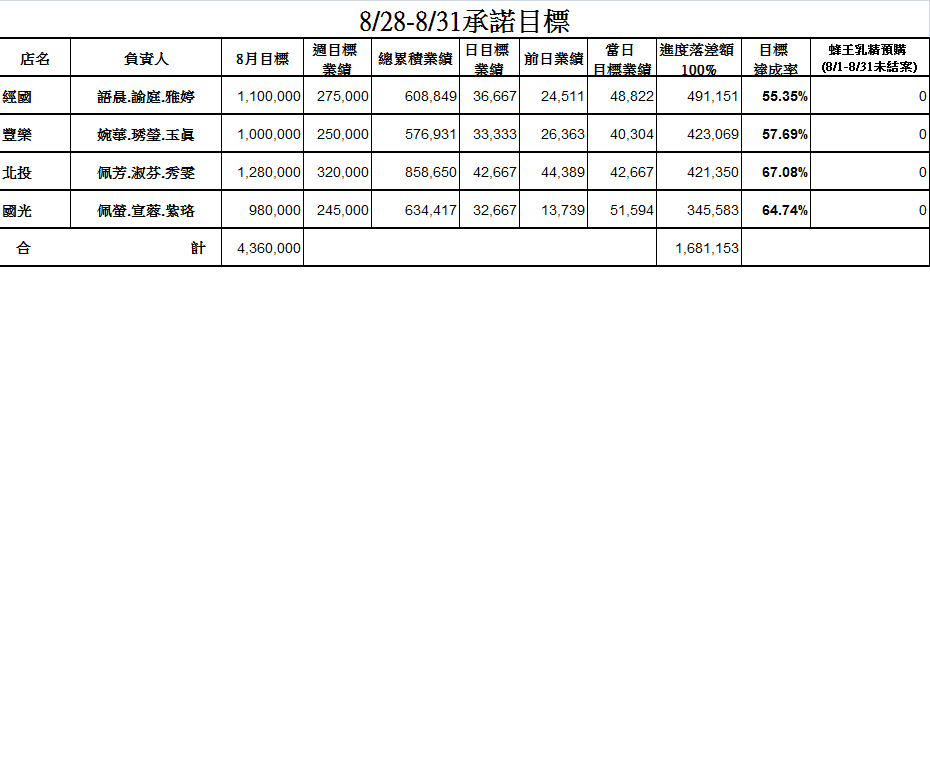 8/28-8/31承諾目標
店名 負責人 8月目標 週目標業績 總累積業績 日目標業績 前日業績 當日目標業績 進度落差額100% 目標達成率 蜂王乳精預購(8/1-8/31未結案)
經國 語晨.諭庭.雅婷 1,100,000 275,000 608,849 36,667 24,511 48,822 491,151 55.35% 0
豐樂 婉華.琇瑩.玉真 1,000,000 250,000 576,931 33,333 26,363 40,304 423,069 57.69% 0
北投 佩芳.淑芬.秀雯 1,280,000 320,000 858,650 42,667 44,389 42,667 421,350 67.08% 0
國光 佩螢.宣蓉.紫珞 980,000 245,000 634,417 32,667 13,739 51,594 345,583 64.74% 0
合計 4,360,000 1,681,153